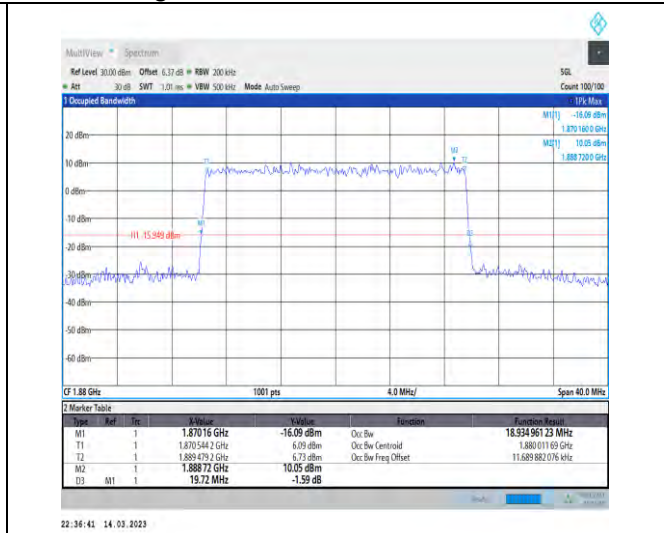 MultiView Spectrum
Ref Level 30.00 dBm Offset 6.37 dB RBW 200 kHz SGL
Att 30 dB SWT 1.01 ms VBW 500 kHz Mode Auto Sweep Count 100/100
1 Occupied Bandwidth 1Pk Max
M1[1] -16.09 dBm
1.870 160 0 GHz
M2[1] 10.05 dBm
1.888 720 0 GHz
20 dBm
M2
10 dBm T1 T2
0 dBm
-10 dBm
M1
H1 -15.949 dBm D3
-20 dBm
-30 dBm
-40 dBm
-50 dBm
-60 dBm
CF 1.88 GHz 1001 pts 4.0 MHz/ Span 40.0 MHz
2 Marker Table
Type Ref Trc X-Value Y-Value Function Function Result
M1 1 1.87016 GHz -16.09 dBm Occ Bw 18.934 961 23 MHz
T1 1 1.870 544 2 GHz 6.09 dBm Occ Bw Centroid 1.880 011 69 GHz
T2 1 1.889 479 2 GHz 6.73 dBm Occ Bw Freq Offset 11.689 882 076 kHz
M2 1 1.888 72 GHz 10.05 dBm
D3 M1 1 19.72 MHz -1.59 dB
22:36:41 14.03.2023